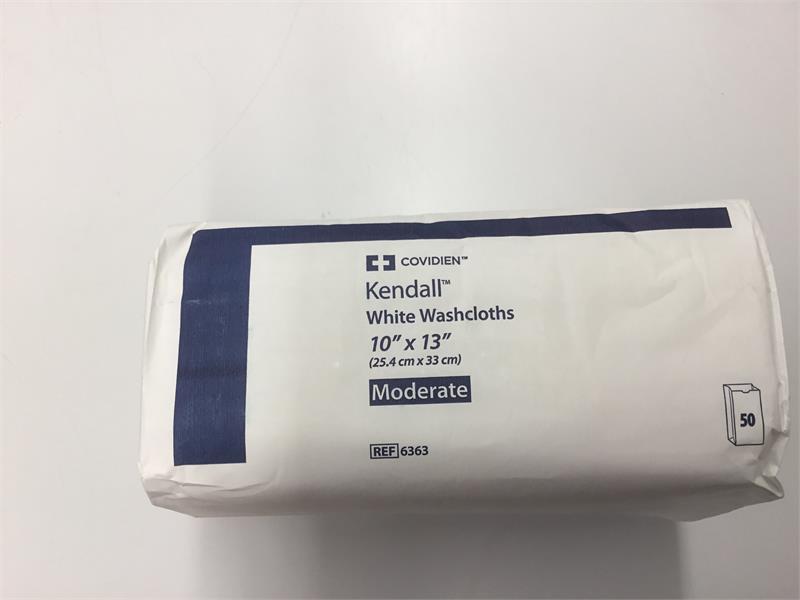 COVIDIEN™
Kendall™
White Washcloths
10” x 13”
(25.4 cm x 33 cm)
Moderate
50
REF 6363